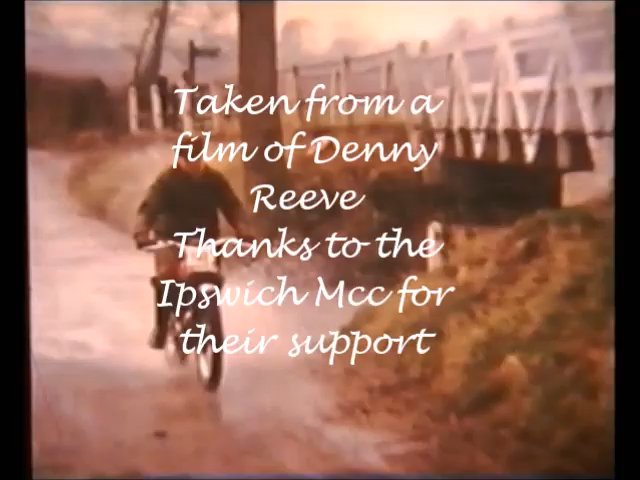 Taken from a
film of Denny
Reeve
Thanks to the
Ipswich Mcc for
their support